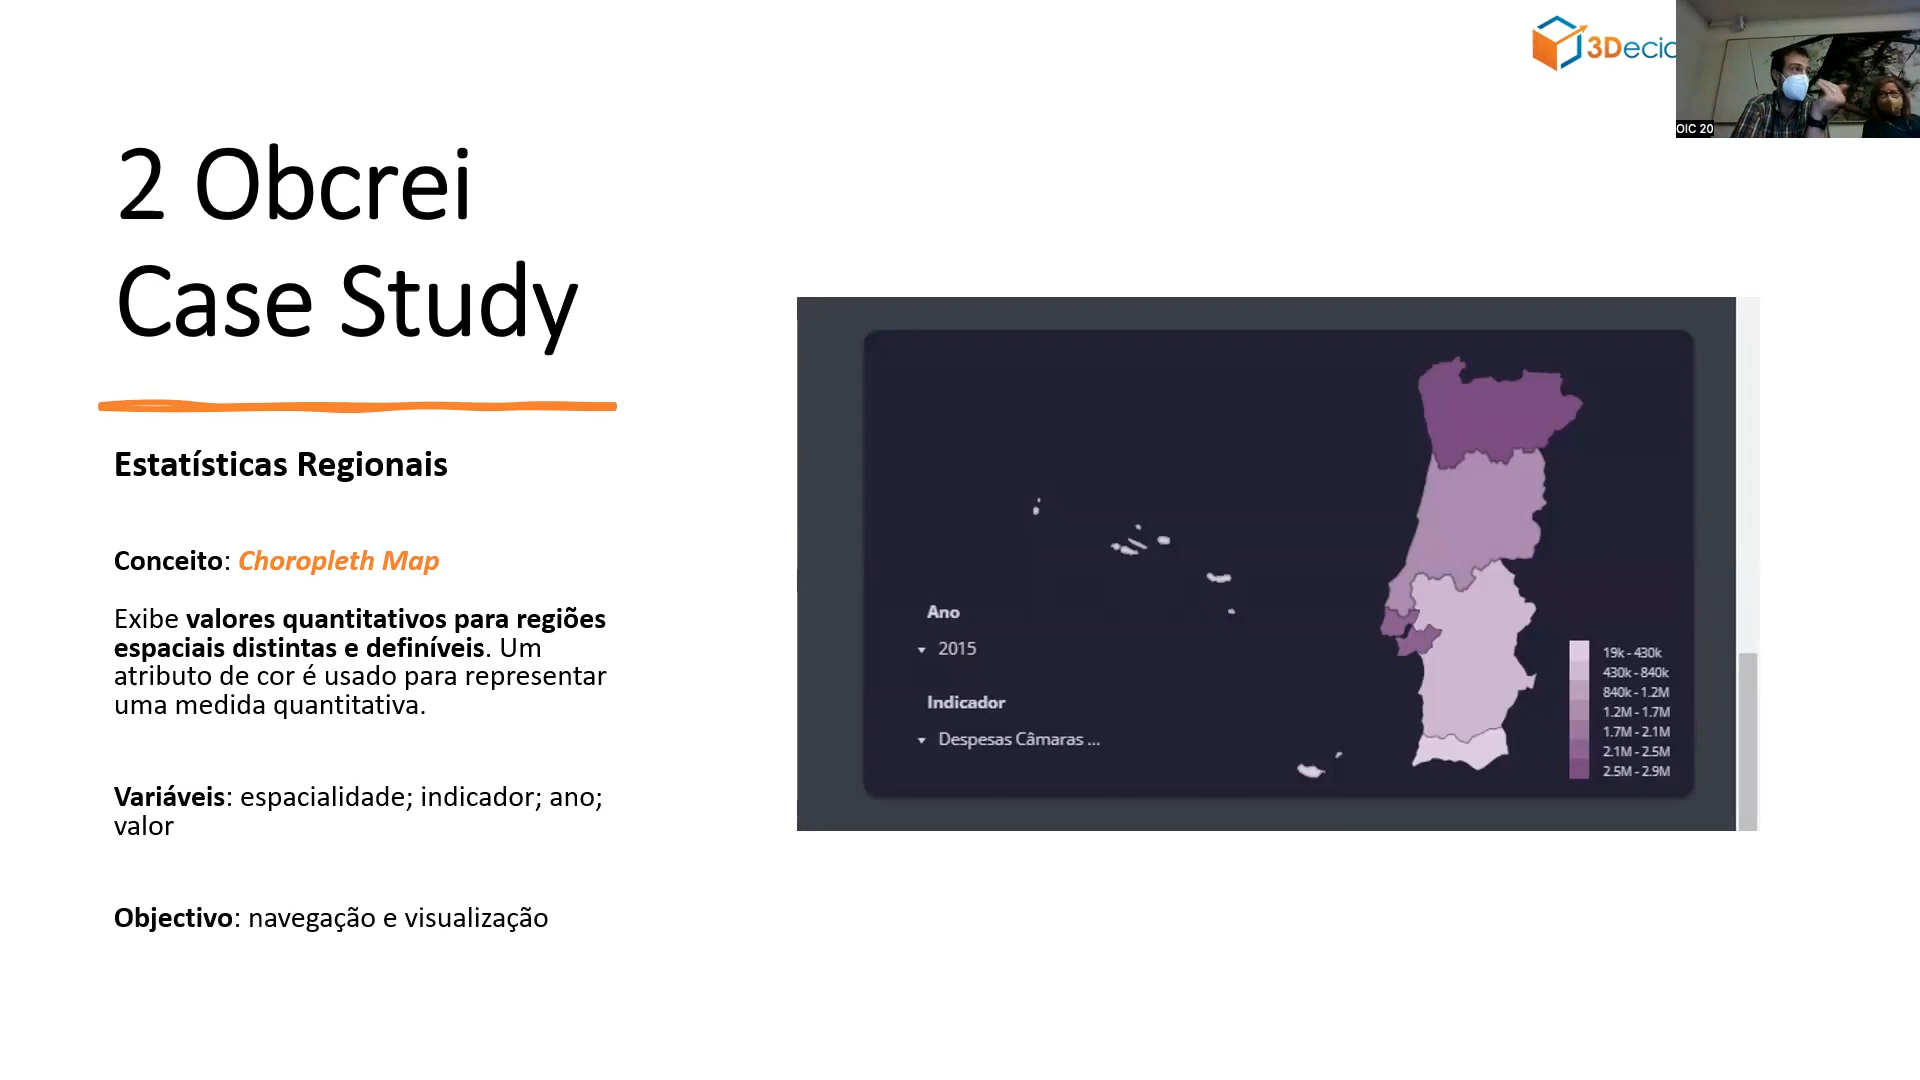 3Decid
OIC 20
2 Obcrei
Case Study
Estatísticas Regionais
Conceito: Choropleth Map
Exibe valores quantitativos para regiões
espaciais distintas e definíveis. Um
atributo de cor é usado para representar
uma medida quantitativa.
Variáveis: espacialidade; indicador; ano;
valor
Objectivo: navegação e visualização
Ano
2015
Indicador
Despesas Câmaras ...
19k - 430k
430k - 840k
840k - 1.2M
1.2M - 1.7M
1.7M - 2.1M
2.1M - 2.5M
2.5M - 2.9M